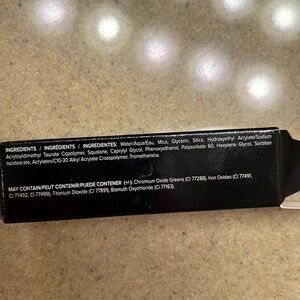 INGREDIENTS / INGRÉDIENTS / INGREDIENTES: Water/Aqua/Eau, Mica, Glycerin, Silica, Hydroxyethyl Acrylate/Sodium
Acryloyldimethyl Taurate Copolymer, Squalane, Caprylyl Glycol, Phenoxyethanol, Polysorbate 60, Hexylene Glycol, Sorbitan
Isostearate, Acrylates/C10-30 Alkyl Acrylate Crosspolymer, Tromethamine.
MAY CONTAIN/PEUT CONTENIR/PUEDE CONTENER (+/-): Chromium Oxide Greens (CI 77288), Iron Oxides (CI 77491,
CI 77492, CI 77499), Titanium Dioxide (CI 77891), Bismuth Oxychloride (CI 77163).